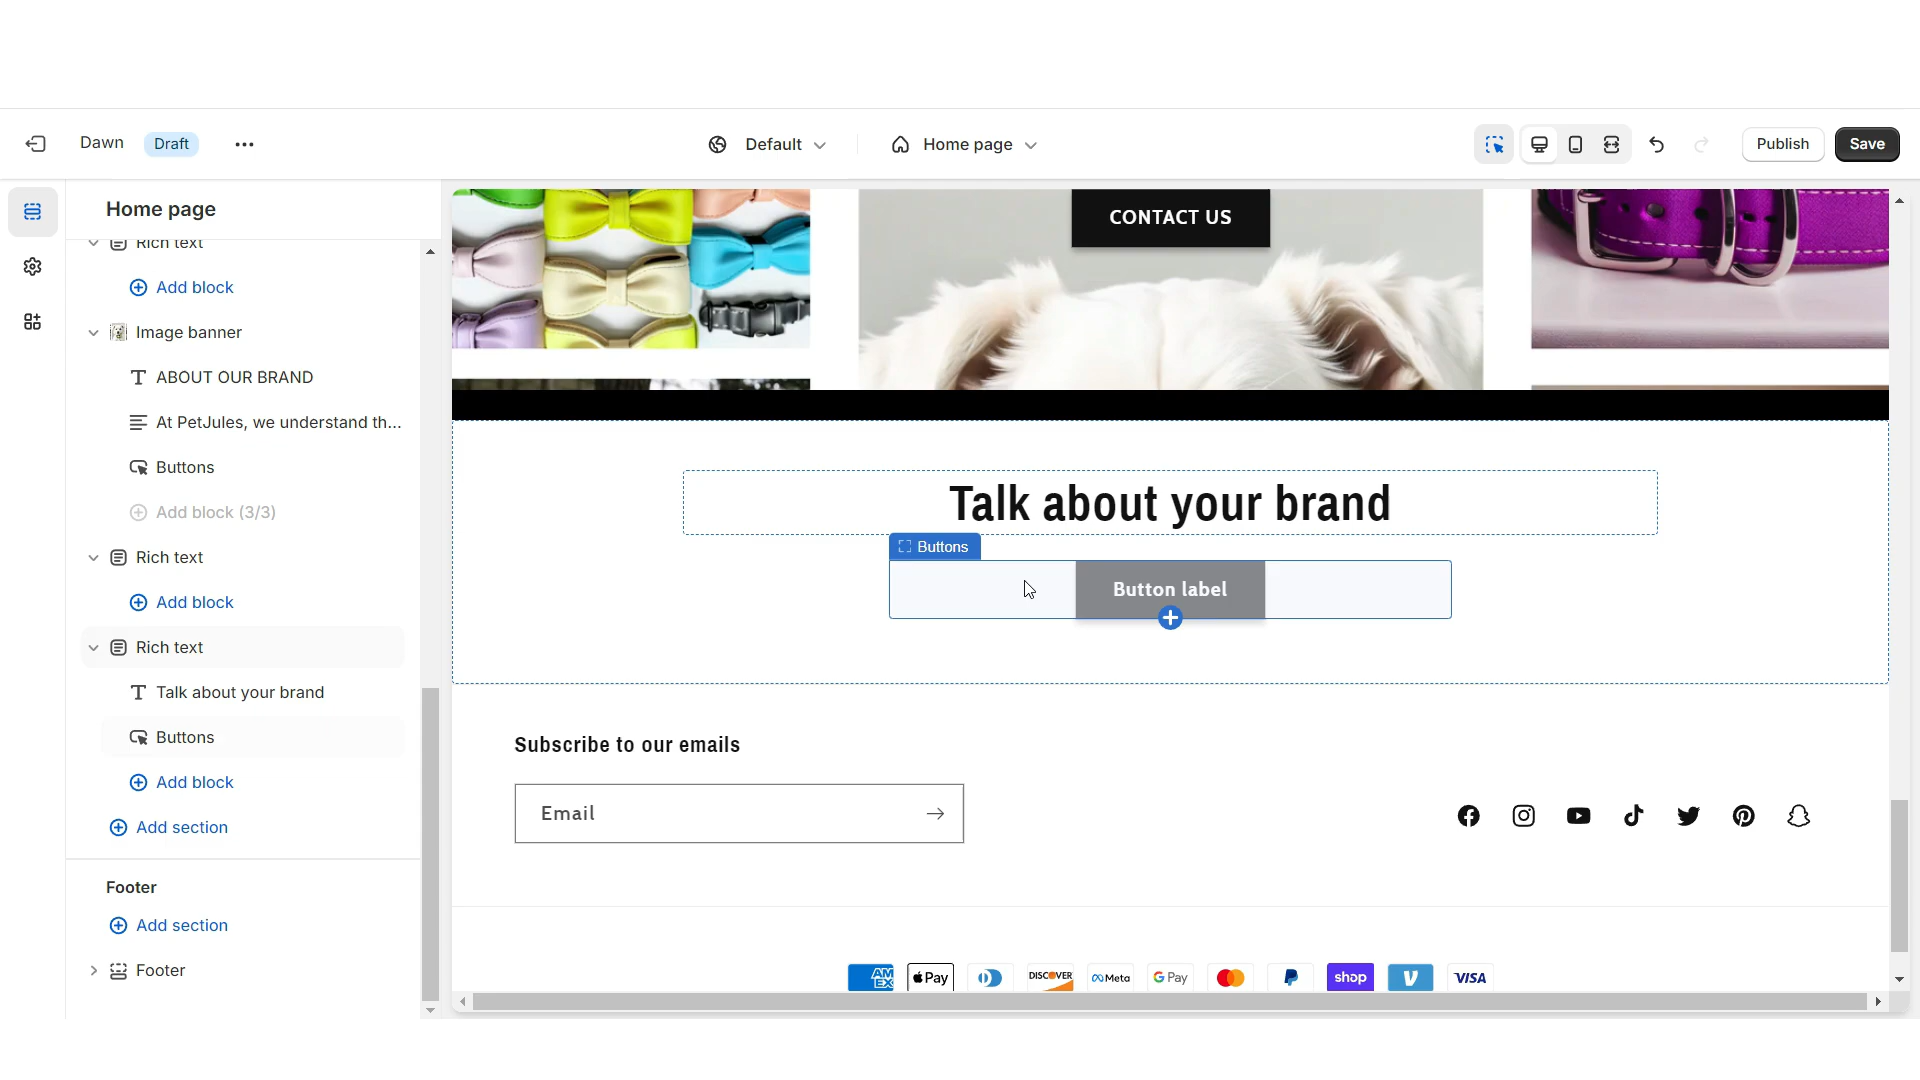 Dawn
Draft
Default
Home page
Publish
Save
Home page
Rich text
Add block
Image banner
ABOUT OUR BRAND
At PetJules, we understand th...
Buttons
Add block (3/3)
Rich text
Add block
Rich text
Talk about your brand
Buttons
Add block
Add section
Footer
Add section
Footer
CONTACT US
Talk about your brand
Buttons
Button label
Subscribe to our emails
Email
AM EX
Pay
DISCOVER
Meta
G Pay
shop
V
VISA